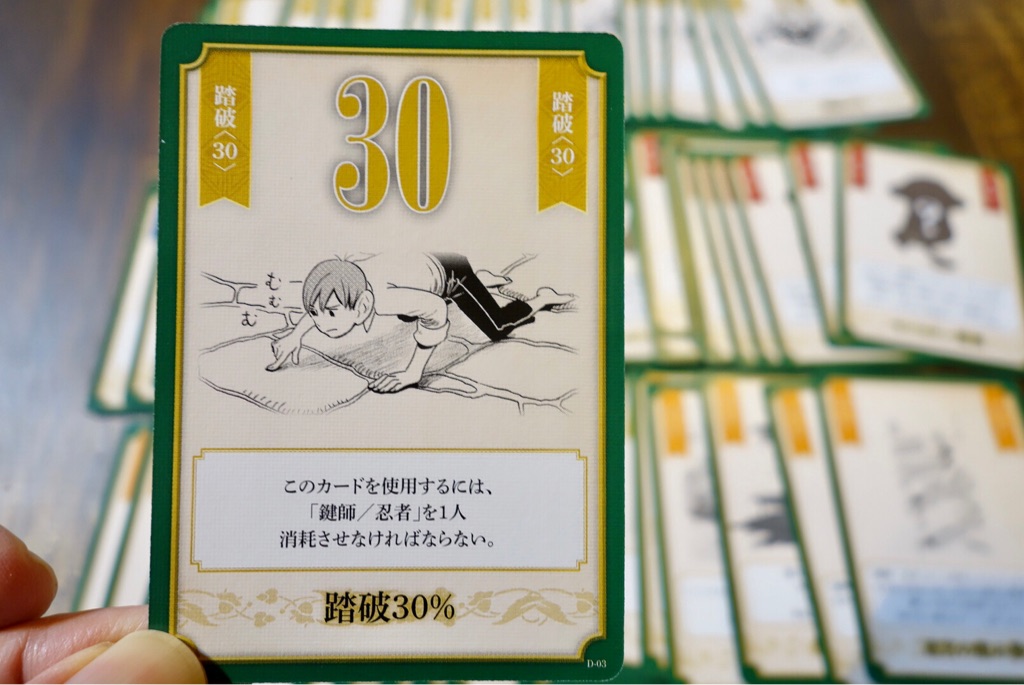 踏破〈30〉
30
踏破〈30〉
むむむ
このカードを使用するには、
「鍵師／忍者」を1人
消耗させなければならない。
踏破30%
D-03
?